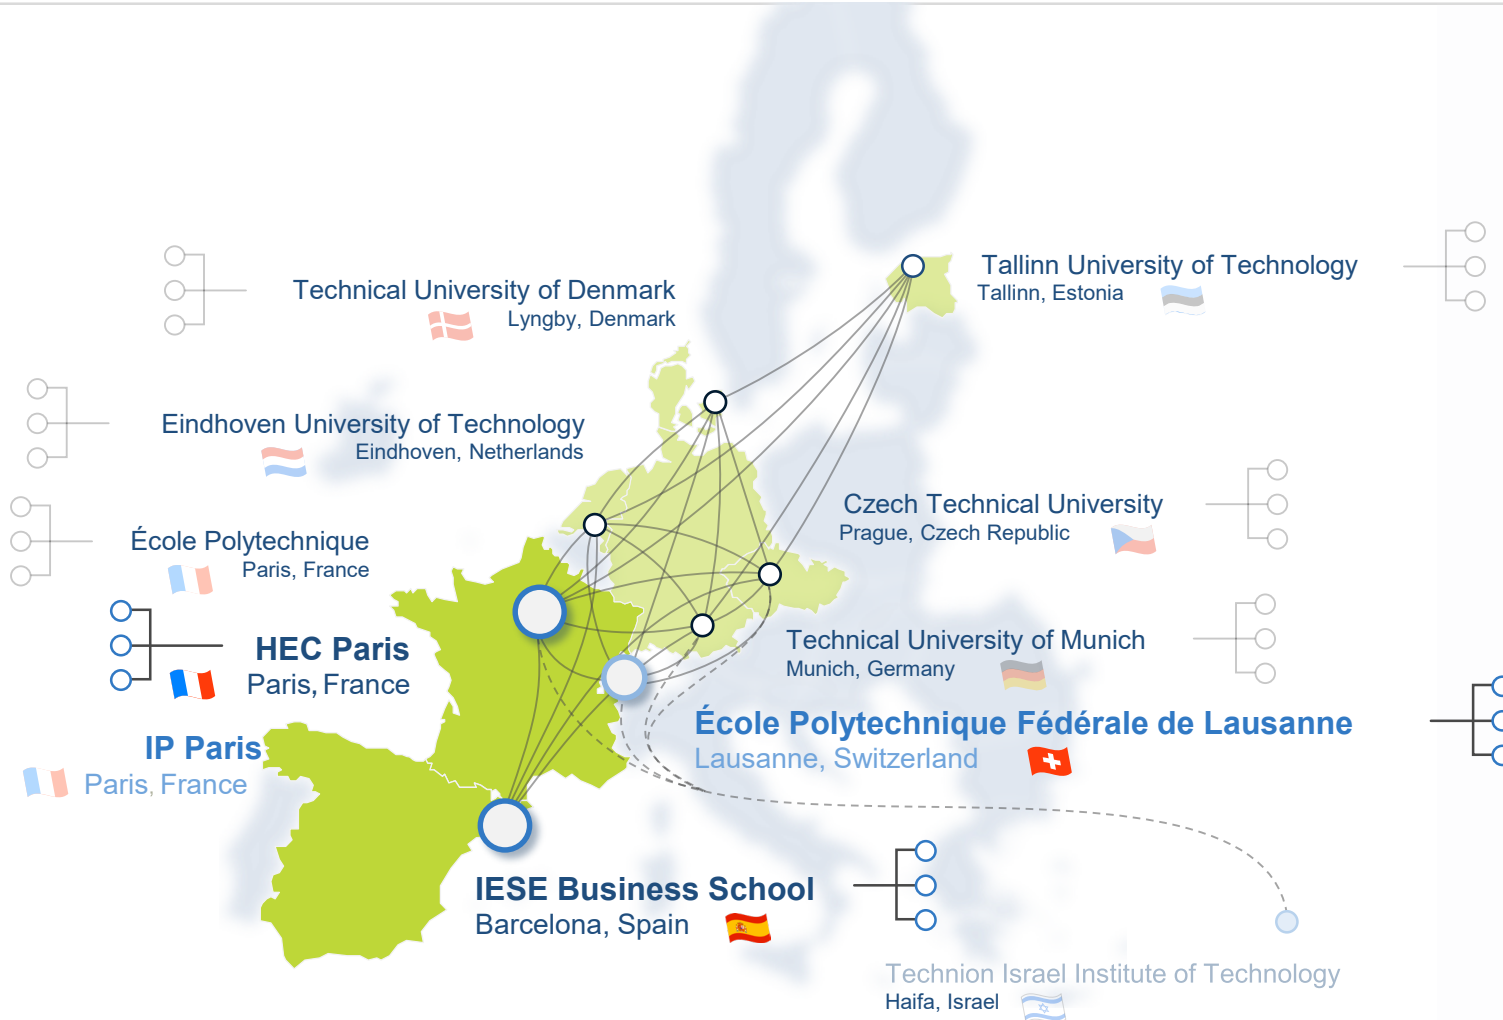 Tallinn University of Technology
Tallinn, Estonia
Technical University of Denmark
Lyngby, Denmark
Eindhoven University of Technology
Eindhoven, Netherlands
Czech Technical University
Prague, Czech Republic
École Polytechnique
Paris, France
HEC Paris
Paris, France
Technical University of Munich
Munich, Germany
École Polytechnique Fédérale de Lausanne
Lausanne, Switzerland
IP Paris
Paris, France
IESE Business School
Barcelona, Spain
Technion Israel Institute of Technology
Haifa, Israel